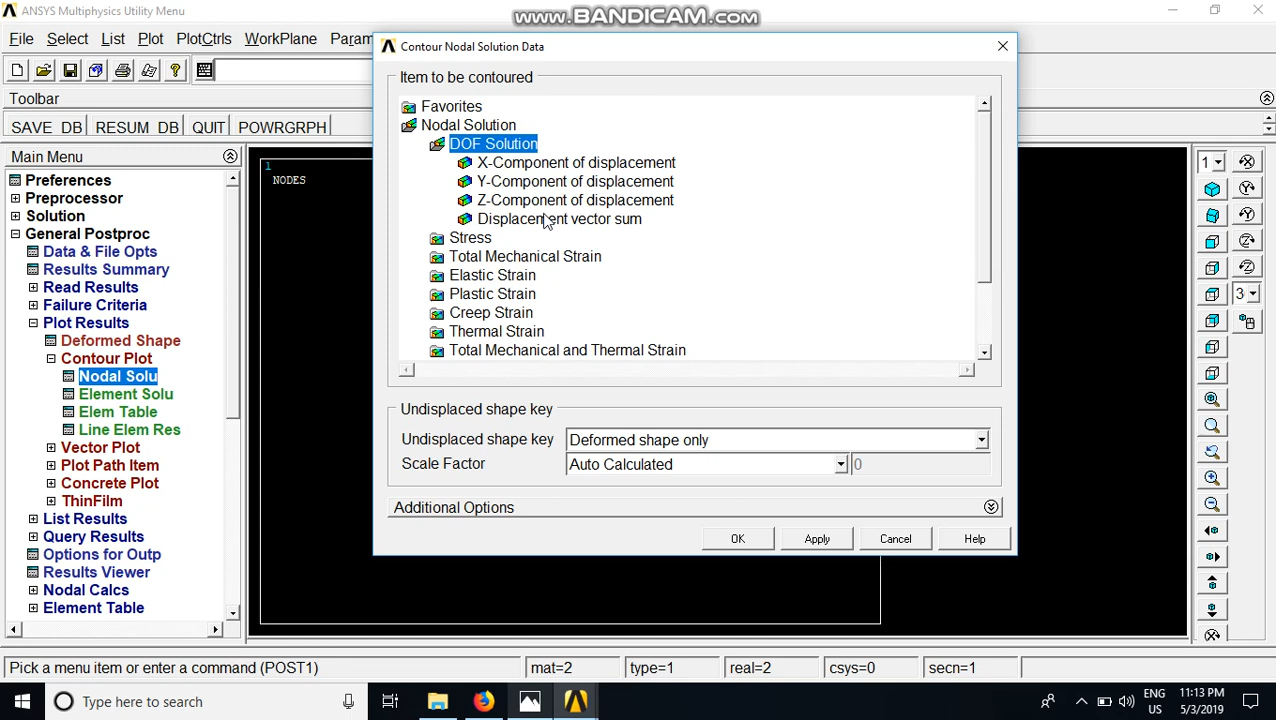 ANSYS Multiphysics Utility Menu
www.BANDICAM.com
File Select List Plot PlotCtrls WorkPlane Param
Contour Nodal Solution Data
Toolbar
SAVE_DB RESUM_DB QUIT POWRGRPH
Item to be contoured
Favorites
Nodal Solution
DOF Solution
X-Component of displacement
Y-Component of displacement
Z-Component of displacement
Displacement vector sum
Stress
Total Mechanical Strain
Elastic Strain
Plastic Strain
Creep Strain
Thermal Strain
Total Mechanical and Thermal Strain
Undisplaced shape key
Undisplaced shape key Deformed shape only
Scale Factor Auto Calculated 0
Additional Options
OK Apply Cancel Help
Main Menu
Preferences
Preprocessor
Solution
General Postproc
Data & File Opts
Results Summary
Read Results
Failure Criteria
Plot Results
Deformed Shape
Contour Plot
Nodal Solu
Element Solu
Elem Table
Line Elem Res
Vector Plot
Plot Path Item
Concrete Plot
ThinFilm
List Results
Query Results
Options for Outp
Results Viewer
Nodal Calcs
Element Table
1
NODES
1
3
Pick a menu item or enter a command (POST1) mat=2 type=1 real=2 csys=0 secn=1
Type here to search
ENG
US
11:13 PM
5/3/2019